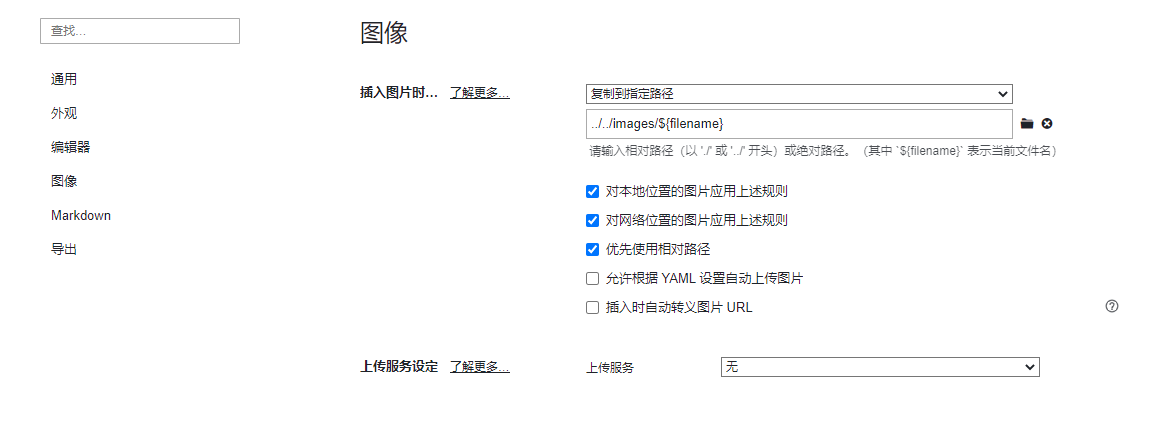 查找...
通用
外观
编辑器
图像
Markdown
导出
图像
插入图片时... 了解更多... 复制到指定路径
../../images/${filename}
请输入相对路径（以 './' 或 '../' 开头）或绝对路径。（其中 `${filename}` 表示当前文件名）
对本地位置的图片应用上述规则
对网络位置的图片应用上述规则
优先使用相对路径
允许根据 YAML 设置自动上传图片
插入时自动转义图片 URL
上传服务设定 了解更多... 上传服务 无